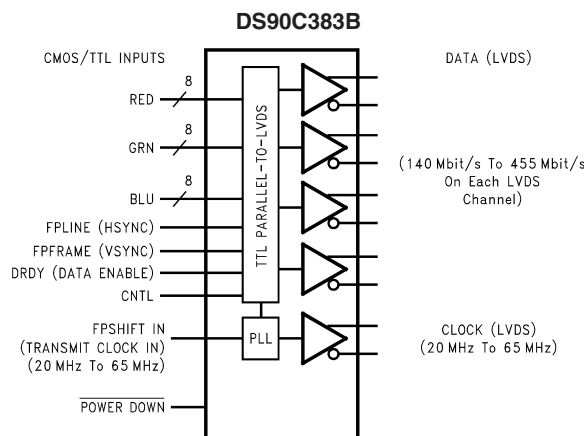 DS90C383B
CMOS/TTL INPUTS
DATA (LVDS)
8
RED
8
GRN
8
BLU
FPLINE (HSYNC)
FPFRAME (VSYNC)
DRDY (DATA ENABLE)
CNTL
TTL PARALLEL-TO-LVDS
(140 Mbit/s To 455 Mbit/s
On Each LVDS
Channel)
FPSHIFT IN
(TRANSMIT CLOCK IN)
(20 MHz To 65 MHz)
PLL
CLOCK (LVDS)
(20 MHz To 65 MHz)
POWER DOWN